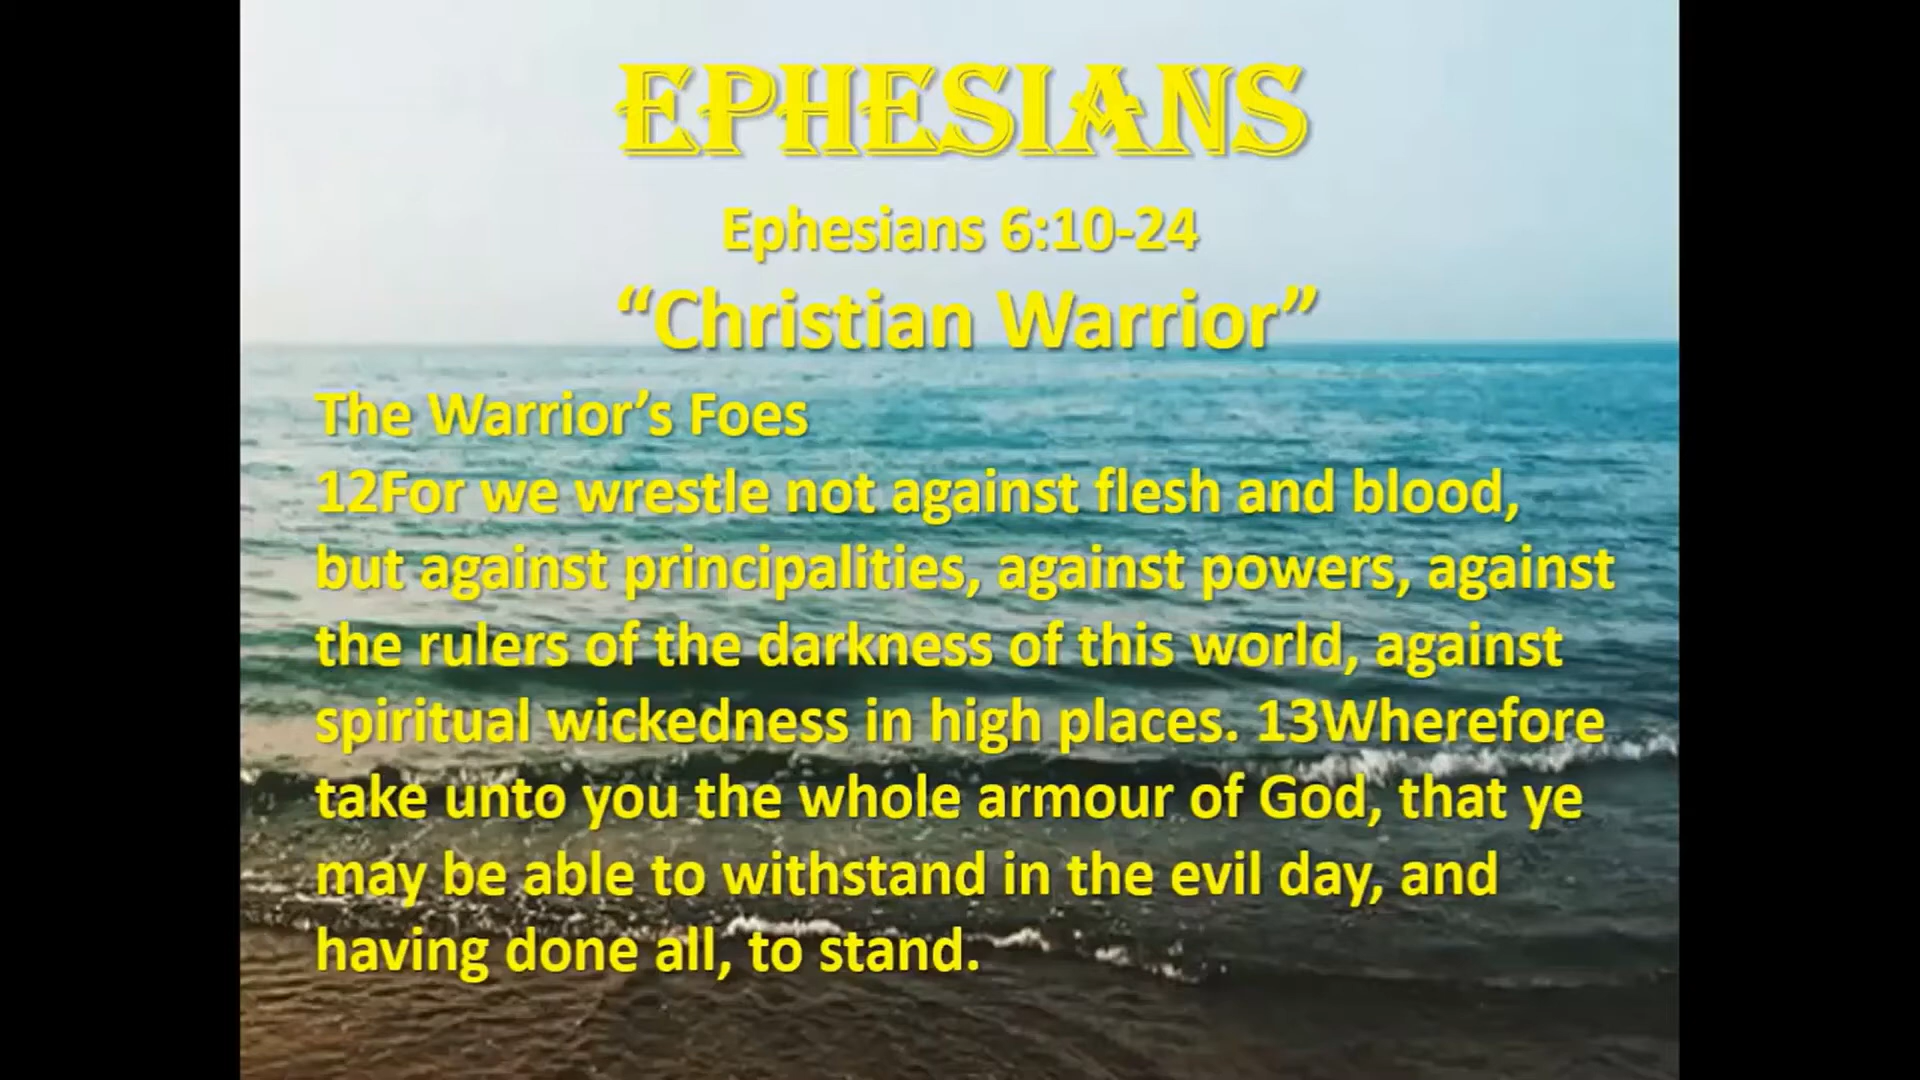 EPHESIANS
Ephesians 6:10-24
“Christian Warrior”
The Warrior’s Foes
12For we wrestle not against flesh and blood,
but against principalities, against powers, against
the rulers of the darkness of this world, against
spiritual wickedness in high places. 13Wherefore
take unto you the whole armour of God, that ye
may be able to withstand in the evil day, and
having done all, to stand.